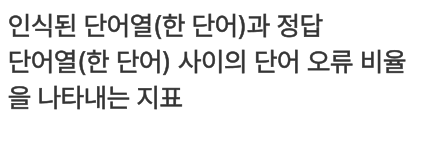 인식된 단어열(한 단어)과 정답
단어열(한 단어) 사이의 단어 오류 비율
을 나타내는 지표